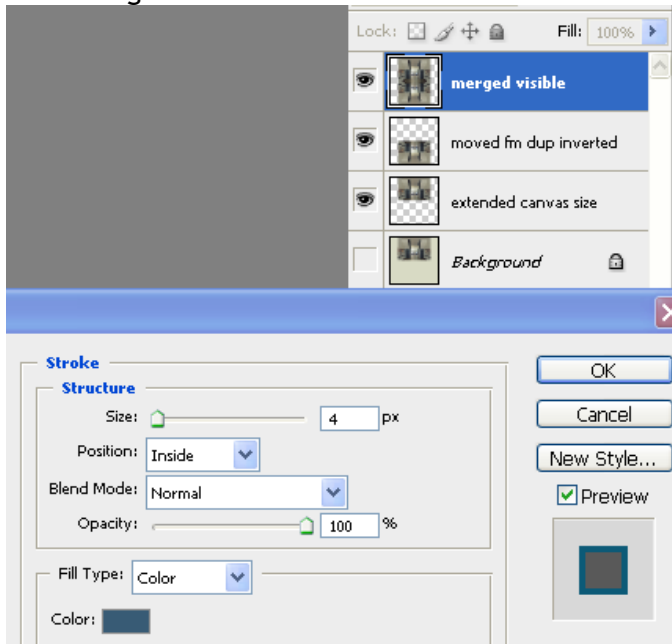 Lock: Fill: 100%
merged visible
moved fm dup inverted
extended canvas size
Background
Stroke
Structure
Size: 4 px
Position: Inside
Blend Mode: Normal
Opacity: 100 %
Fill Type: Color
Color:
OK
Cancel
New Style...
Preview